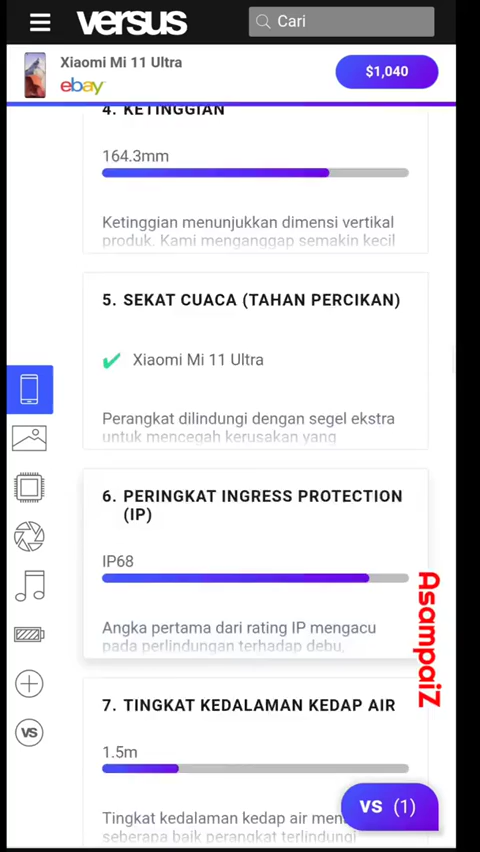 versus
Cari
Xiaomi Mi 11 Ultra
ebay
$1,040
4. KETINGGIAN
164.3mm
Ketinggian menunjukkan dimensi vertikal
produk. Kami menganggap semakin kecil
5. SEKAT CUACA (TAHAN PERCIKAN)
Xiaomi Mi 11 Ultra
Perangkat dilindungi dengan segel ekstra
untuk mencegah kerusakan yang
6. PERINGKAT INGRESS PROTECTION
(IP)
IP68
Angka pertama dari rating IP mengacu
pada perlindungan terhadap debu,
AsampaiZ
7. TINGKAT KEDALAMAN KEDAP AIR
1.5m
VS (1)
Tingkat kedalaman kedap air men
seberapa baik perangkat terlindungi
VS